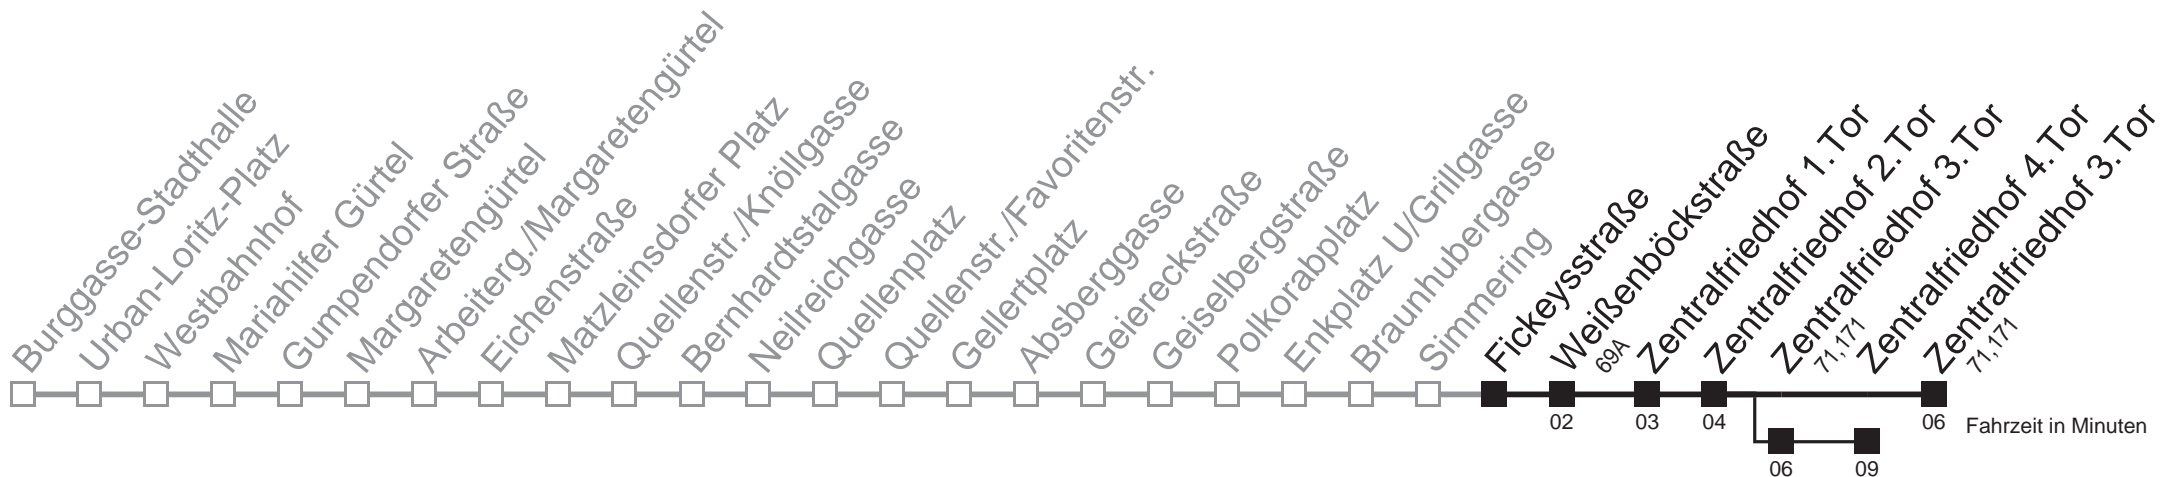 Burggasse-Stadthalle
Urban-Loritz-Platz
Westbahnhof
Mariahilfer Gürtel
Gumpendorfer Straße
Margaretengürtel
Arbeiterg./Margaretengürtel
Eichenstraße
Matzleinsdorfer Platz
Quellenstr./Knöllgasse
Bernhardtstalgasse
Neilreichgasse
Quellenplatz
Quellenstr./Favoritenstr.
Gellertplatz
Absberggasse
Geiereckstraße
Geiselbergstraße
Polkorabplatz
Enkplatz U/Grillgasse
Braunhubergasse
Simmering
Fickeysstraße
Weißenböckstraße
69A
Zentralfriedhof 1.Tor
Zentralfriedhof 2.Tor
Zentralfriedhof 3.Tor
71,171
Zentralfriedhof 4.Tor
Zentralfriedhof 3.Tor
71,171
02 03 04 06 Fahrzeit in Minuten
06 09